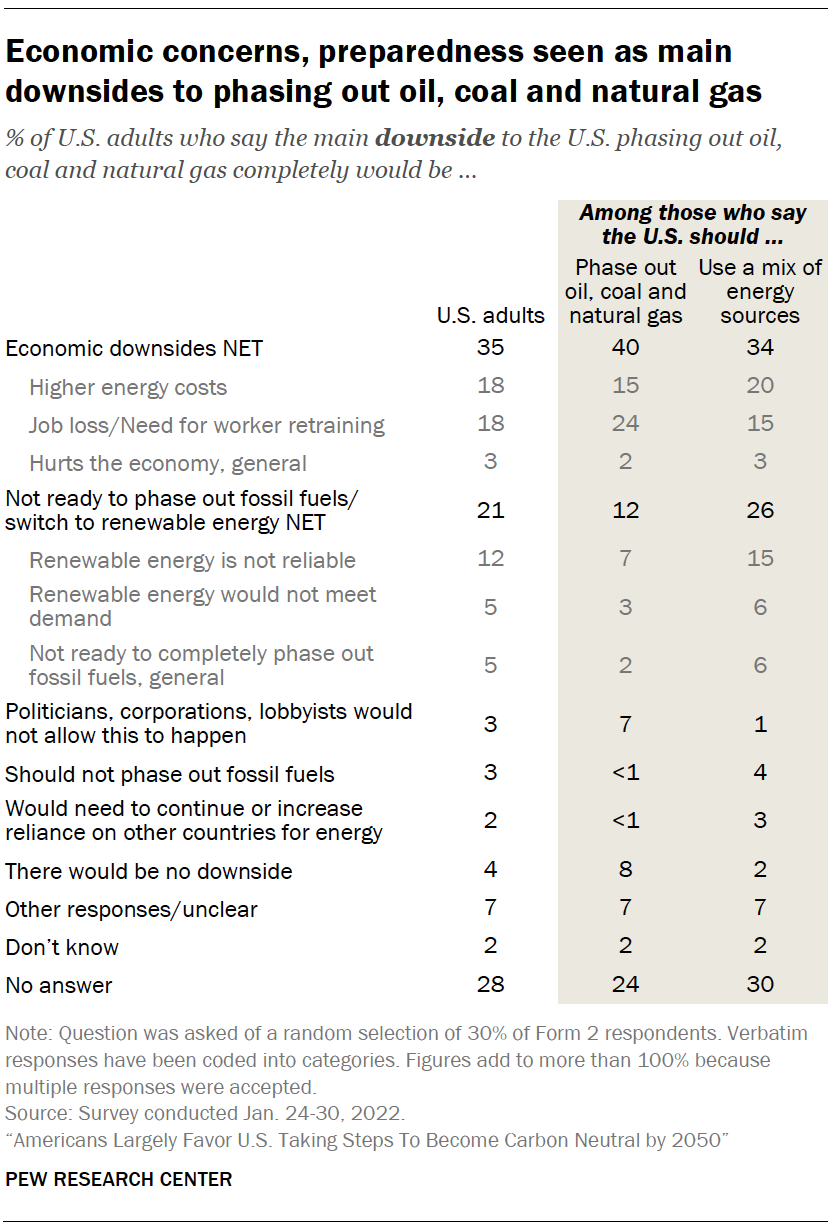 Economic concerns, preparedness seen as main
downsides to phasing out oil, coal and natural gas
% of U.S. adults who say the main downside to the U.S. phasing out oil,
coal and natural gas completely would be ...
Among those who say
the U.S. should ...
U.S. adults
Phase out
oil, coal and
natural gas
Use a mix of
energy
sources
Economic downsides NET 35 40 34
Higher energy costs 18 15 20
Job loss/Need for worker retraining 18 24 15
Hurts the economy, general 3 2 3
Not ready to phase out fossil fuels/
switch to renewable energy NET 21 12 26
Renewable energy is not reliable 12 7 15
Renewable energy would not meet
demand 5 3 6
Not ready to completely phase out
fossil fuels, general 5 2 6
Politicians, corporations, lobbyists would
not allow this to happen 3 7 1
Should not phase out fossil fuels 3 <1 4
Would need to continue or increase
reliance on other countries for energy 2 <1 3
There would be no downside 4 8 2
Other responses/unclear 7 7 7
Don’t know 2 2 2
No answer 28 24 30
Note: Question was asked of a random selection of 30% of Form 2 respondents. Verbatim
responses have been coded into categories. Figures add to more than 100% because
multiple responses were accepted.
Source: Survey conducted Jan. 24-30, 2022.
“Americans Largely Favor U.S. Taking Steps To Become Carbon Neutral by 2050”
PEW RESEARCH CENTER